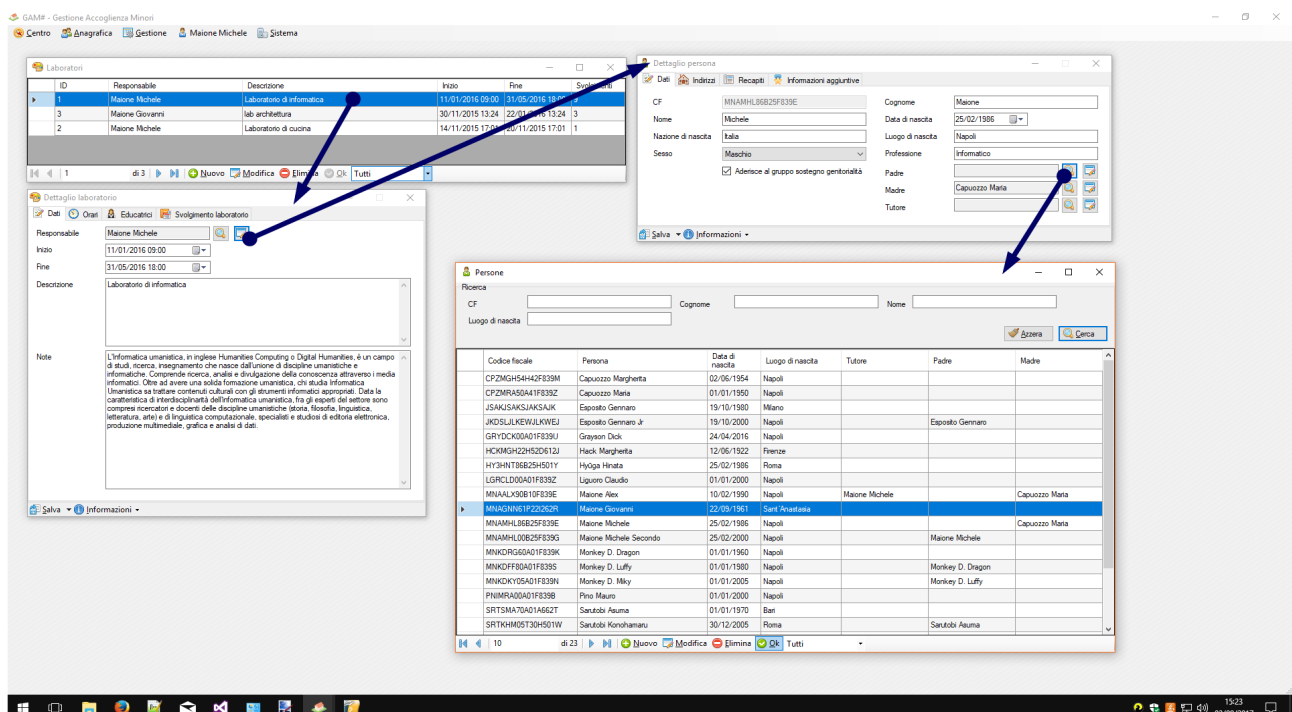 GAM# - Gestione Accoglienza Minori
Centro Anagrafica Gestione Maione Michele Sistema
Laboratori
ID Responsabile Descrizione Inizio Fine
1 Maione Michele Laboratorio di informatica 11/01/2016 09:00 31/05/2016 18:00
3 Maione Giovanni lab architettura 30/11/2015 13:24 22/01/2016 13:24 3
2 Maione Michele Laboratorio di cucina 14/11/2015 17:01 20/11/2015 17:01 1
1 di 3 Nuovo Modifica Elimina Ok Tutti
Dettaglio laboratorio
Dati Orari Educatrici Svolgimento laboratorio
Responsabile Maione Michele
Inizio 11/01/2016 09:00
Fine 31/05/2016 18:00
Descrizione Laboratorio di informatica
Note L'Informatica umanistica, in inglese Humanities Computing o Digital Humanities, è un campo
di studi, ricerca, insegnamento che nasce dall'unione di discipline umanistiche e
informatiche. Comprende ricerca, analisi e divulgazione della conoscenza attraverso i media
informatici. Oltre ad avere una solida formazione umanistica, chi studia Informatica
Umanistica sa trattare contenuti culturali con gli strumenti informatici appropriati. Data la
caratteristica di interdisciplinarità dell'informatica umanistica, fra gli esperti del settore sono
compresi ricercatori e docenti delle discipline umanistiche (storia, filosofia, linguistica,
letteratura, arte) e di linguistica computazionale, specialisti e studiosi di editoria elettronica,
produzione multimediale, grafica e analisi di dati.
Salva Informazioni
Dettaglio persona
Dati Indirizzi Recapiti Informazioni aggiuntive
CF MNAMHL86B25F839E Cognome Maione
Nome Michele Data di nascita 25/02/1986
Nazione di nascita Italia Luogo di nascita Napoli
Sesso Maschio Professione Informatico
Aderisce al gruppo sostegno genitorialità Padre
Madre Capuozzo Maria
Tutore
Salva Informazioni
Persone
Ricerca
CF Cognome Nome
Luogo di nascita
Azzera Cerca
Codice fiscale Persona Data di nascita Luogo di nascita Tutore Padre Madre
CPZMGH54H42F839M Capuozzo Margherita 02/06/1954 Napoli
CPZMRA50A41F839Z Capuozzo Maria 01/01/1950 Napoli
JSAKJSAKSJAKSAJK Esposito Gennaro 19/10/1980 Milano
JKDSLJLKEWJLKWEJ Esposito Gennaro Jr 19/10/2000 Napoli Esposito Gennaro
GRYDCK00A01F839U Grayson Dick 24/04/2016 Napoli
HCKMGH22H52D612J Hack Margherita 12/06/1922 Firenze
HY3HNT86B25H501Y Hyūga Hinata 25/02/1986 Roma
LGRCLD00A01F839Z Liguoro Claudio 01/01/2000 Napoli
MNAALX90B10F839E Maione Alex 10/02/1990 Napoli Maione Michele Capuozzo Maria
MNAGNN61P22I262R Maione Giovanni 22/09/1961 Sant'Anastasia
MNAMHL86B25F839E Maione Michele 25/02/1986 Napoli Capuozzo Maria
MNAMHL00B25F839G Maione Michele Secondo 25/02/2000 Napoli Maione Michele
MNKDRG60A01F839K Monkey D. Dragon 01/01/1960 Napoli
MNKDFF80A01F839S Monkey D. Luffy 01/01/1980 Napoli Monkey D. Dragon
MNKDKY05A01F839N Monkey D. Miky 01/01/2005 Napoli Monkey D. Luffy
PNIMRA00A01F839B Pino Mauro 01/01/2000 Napoli
SRTSMA70A01A662T Sarutobi Asuma 01/01/1970 Bari
SRTKHM05T30H501W Sarutobi Konohamaru 30/12/2005 Roma Sarutobi Asuma
10 di 23 Nuovo Modifica Elimina Ok Tutti
15:23